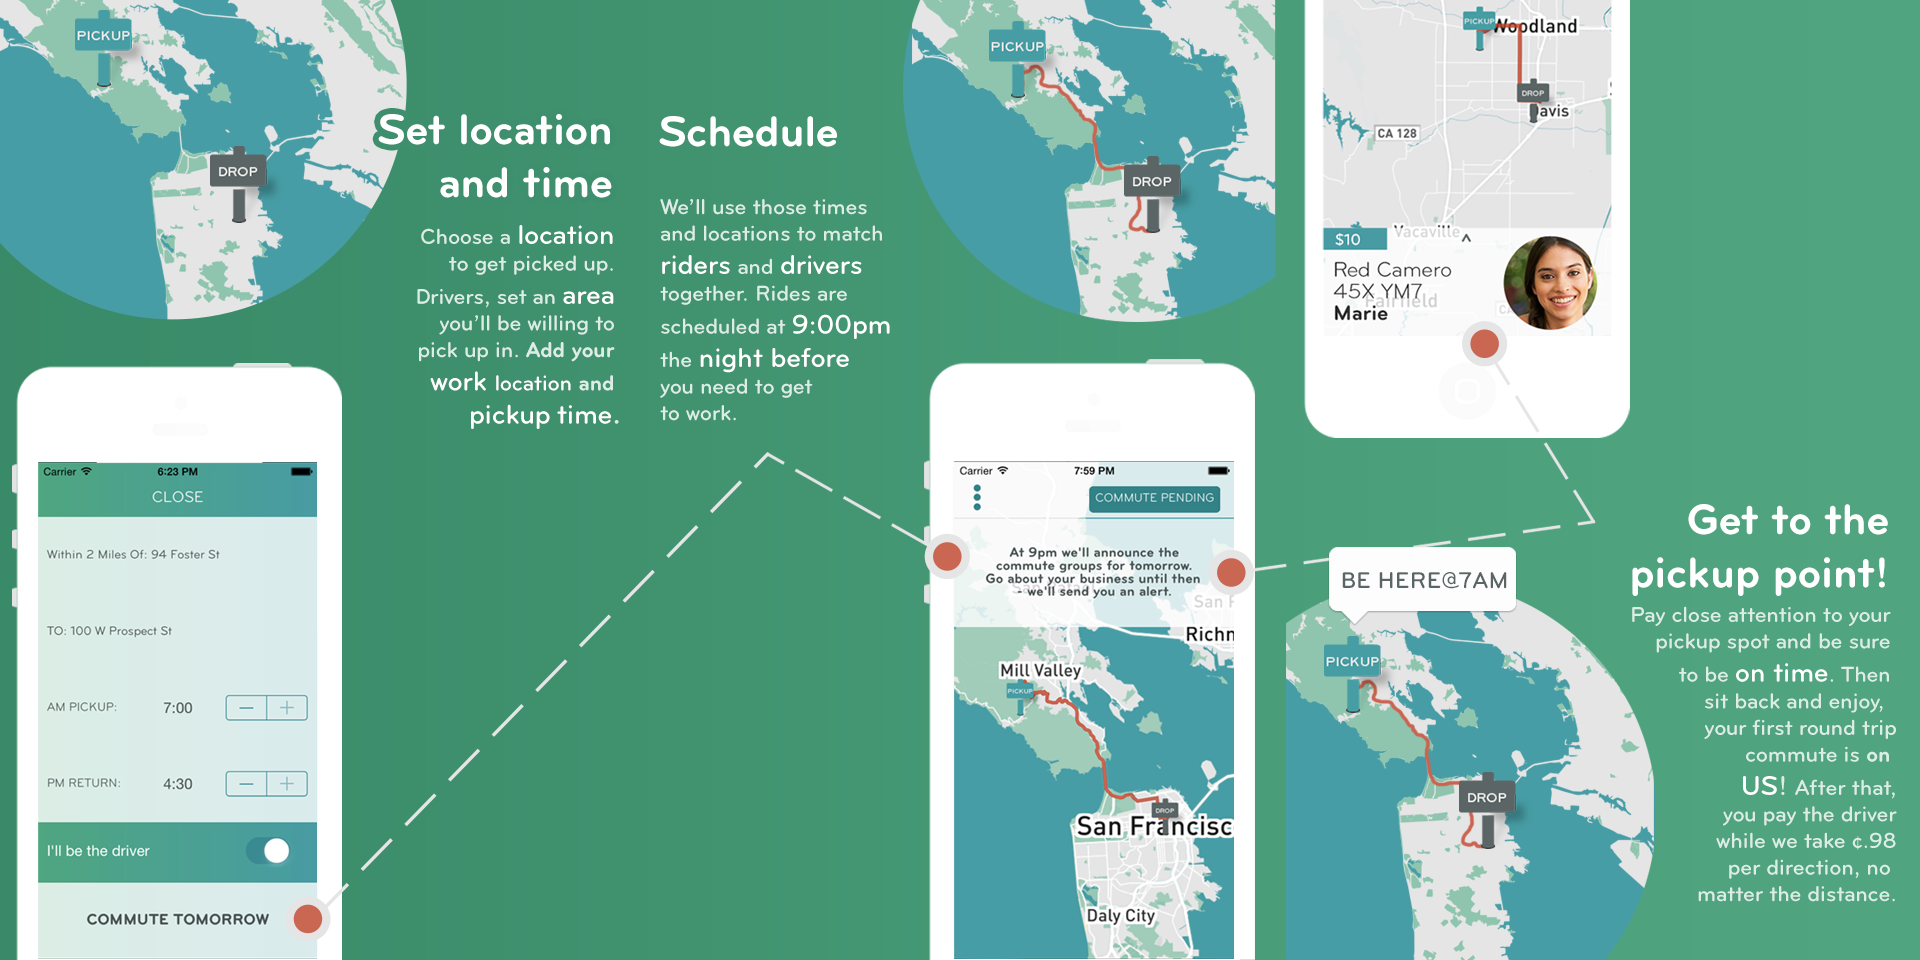 PICKUP
DROP
Set location
and time
Choose a location
to get picked up.
Drivers, set an area
you'll be willing to
pick up in. Add your
work location and
pickup time.
Carrier
6:23 PM
CLOSE
Within 2 Miles Of: 94 Foster St
TO: 100 W Prospect St
AM PICKUP:
7:00
− +
PM RETURN:
4:30
− +
I'll be the driver
COMMUTE TOMORROW
Schedule
We'll use those times
and locations to match
riders and drivers
together. Rides are
scheduled at 9:00pm
the night before
you need to get
to work.
PICKUP
DROP
Carrier
7:59 PM
COMMUTE PENDING
At 9pm we'll announce the
commute groups for tomorrow.
Go about your business until then
- we'll send you an alert.
San
Richn
Mill Valley
PICKUP
DROP
San Francisc
Daly City
PICKUP
Woodland
DROP
Davis
CA 128
Vacaville
$10
Red Camero
45X YM7
Fairfield
Marie
CA
Get to the
pickup point!
Pay close attention to your
pickup spot and be sure
to be on time. Then
sit back and enjoy,
your first round trip
commute is on
US! After that,
you pay the driver
while we take ¢.98
per direction, no
matter the distance.
BE HERE@7AM
PICKUP
DROP